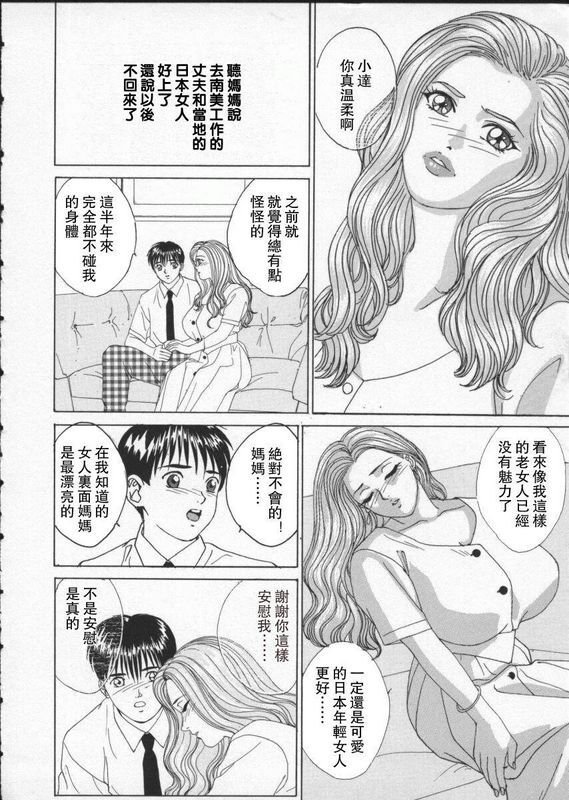 小達
你真溫柔啊
聽媽媽說
去南美工作的
丈夫和當地的
日本女人
好上了
還說以後
不回來了
之前就
就覺得總有點
怪怪的
這半年來
完全都不碰我
的身體
看來像我這樣
的老女人已經
沒有魅力了
一定還是可愛
的日本年輕女人
更好……
絕對不會的！
媽媽……
在我知道的
女人裏面媽媽
是最漂亮的
謝謝你這樣
安慰我……
不是安慰
是真的